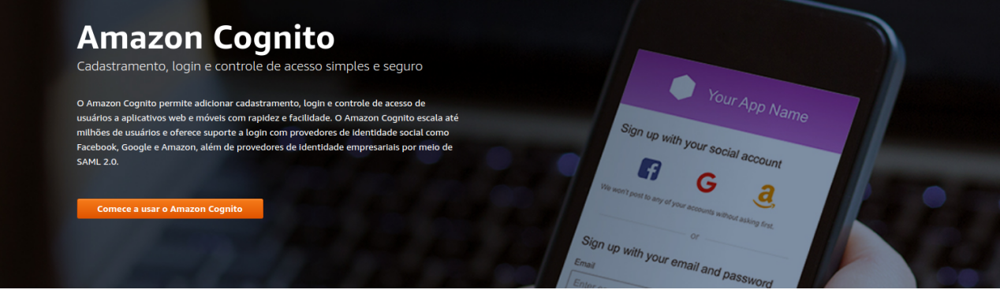 Amazon Cognito
Cadastramento, login e controle de acesso simples e seguro
O Amazon Cognito permite adicionar cadastramento, login e controle de acesso de
usuários a aplicativos web e móveis com rapidez e facilidade. O Amazon Cognito escala até
milhões de usuários e oferece suporte a login com provedores de identidade social como
Facebook, Google e Amazon, além de provedores de identidade empresariais por meio de
SAML 2.0.
Comece a usar o Amazon Cognito
Your App Name
Sign up with your social account
f
G
a
We won't post to any of your accounts without asking first.
or
Sign up with your email and password
Email
Enter